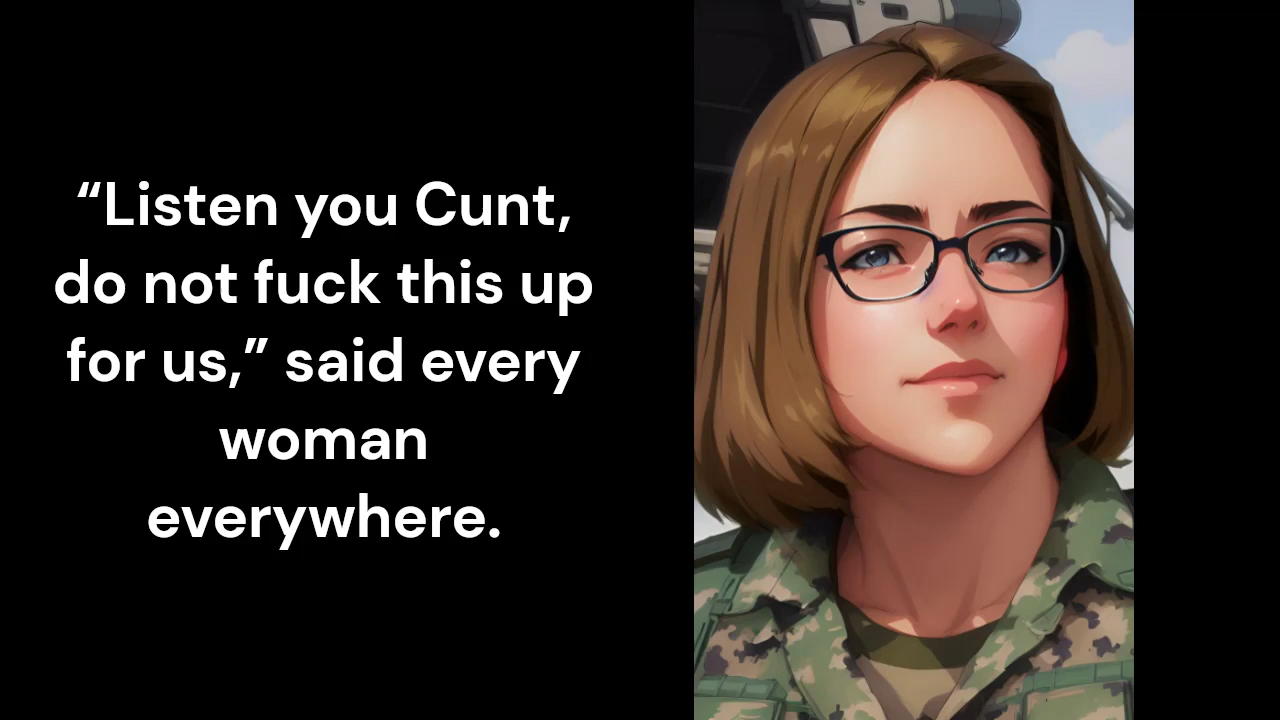 “Listen you Cunt,
do not fuck this up
for us,” said every
woman
everywhere.